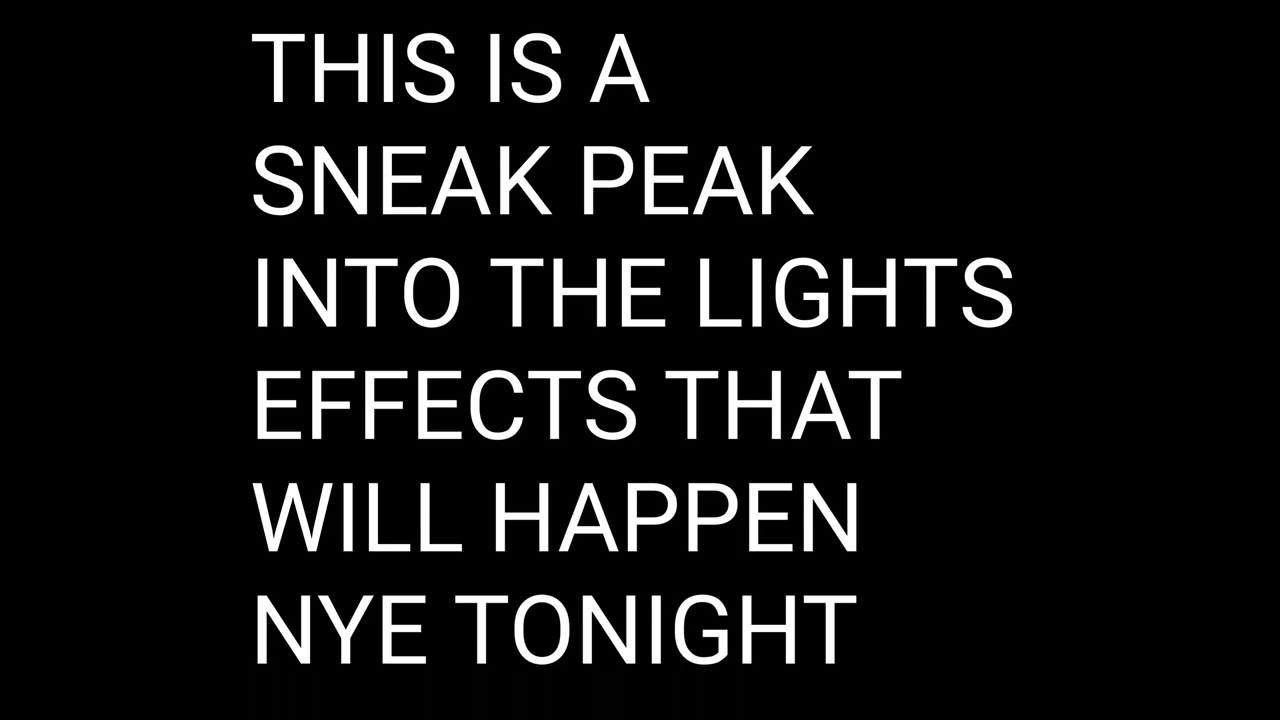 THIS IS A
SNEAK PEAK
INTO THE LIGHTS
EFFECTS THAT
WILL HAPPEN
NYE TONIGHT